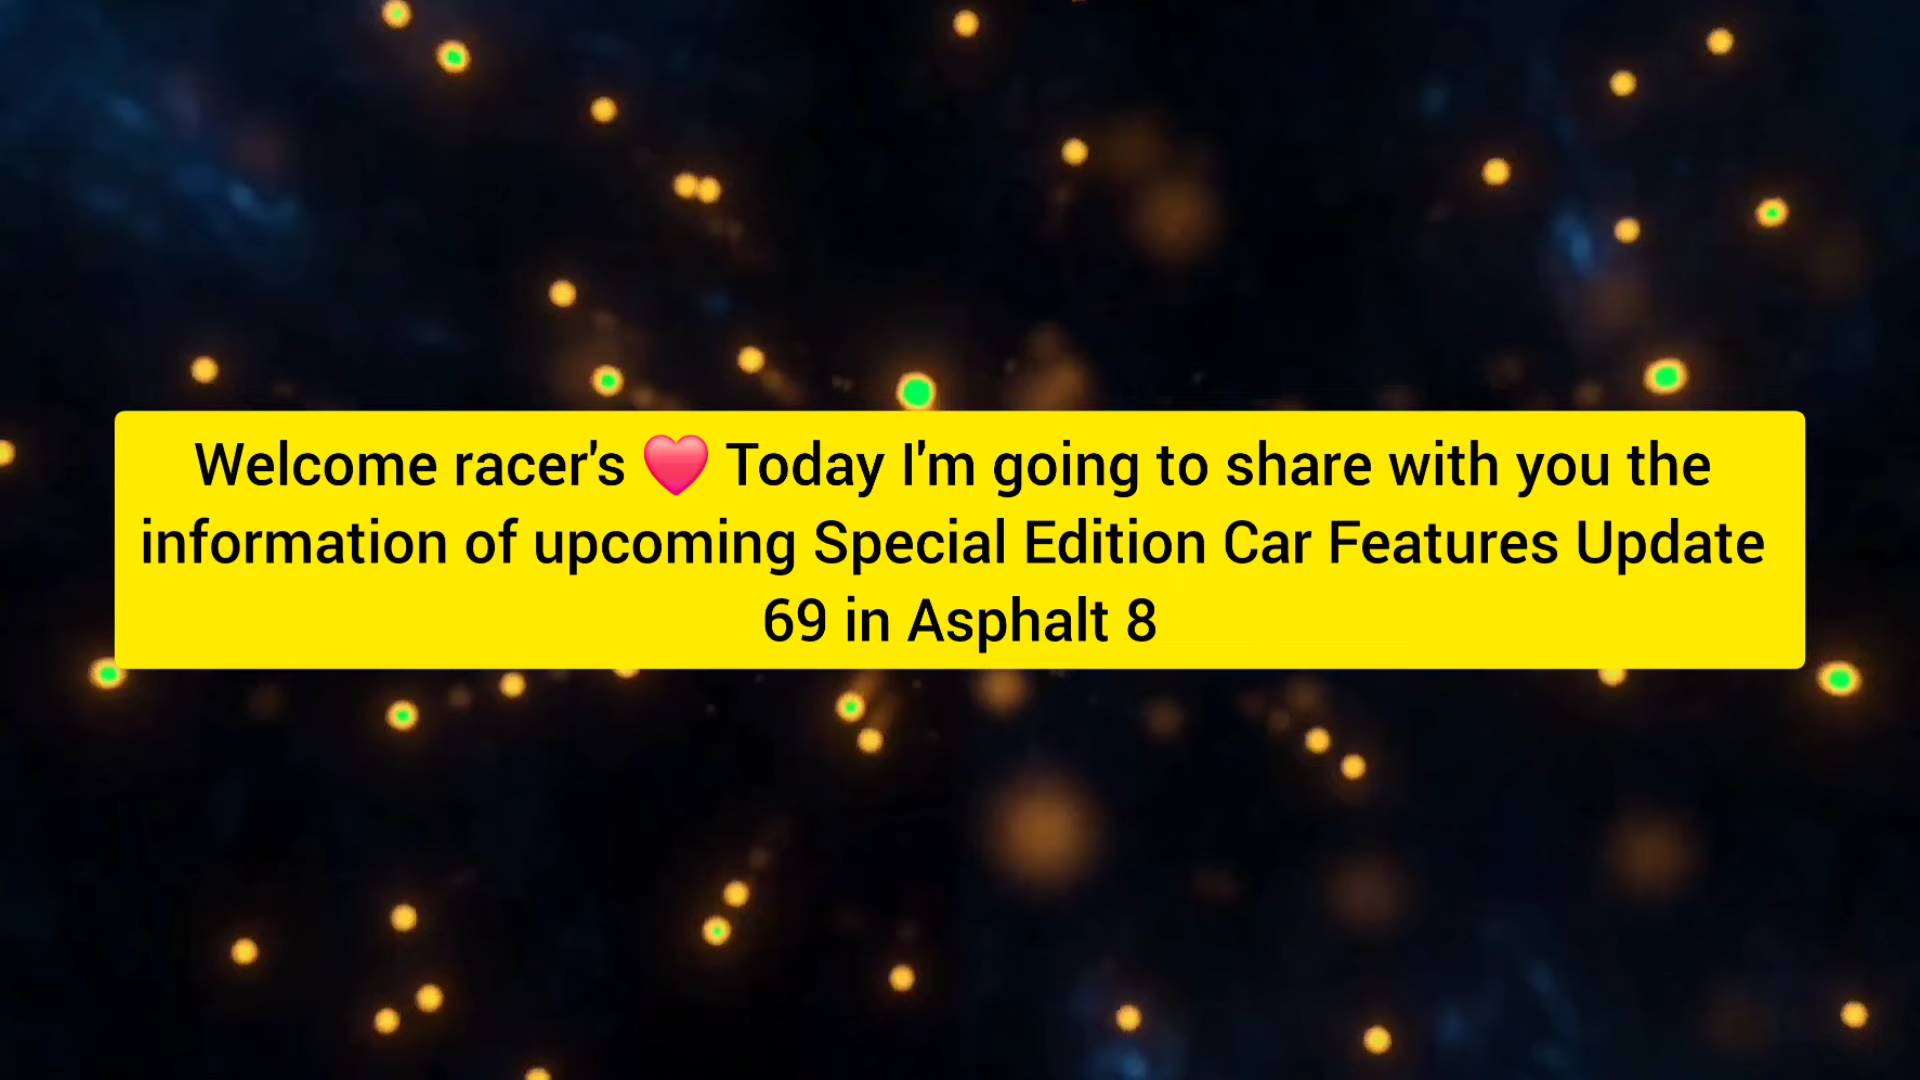 Welcome racer's ❤️ Today I'm going to share with you the
information of upcoming Special Edition Car Features Update
69 in Asphalt 8